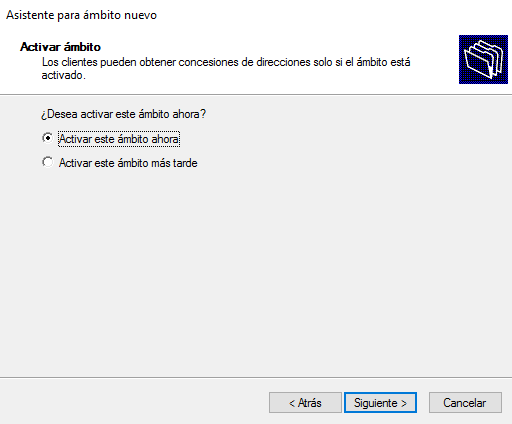 Asistente para ámbito nuevo
Activar ámbito
Los clientes pueden obtener concesiones de direcciones solo si el ámbito está
activado.
¿Desea activar este ámbito ahora?
Activar este ámbito ahora
Activar este ámbito más tarde
< Atrás
Siguiente >
Cancelar